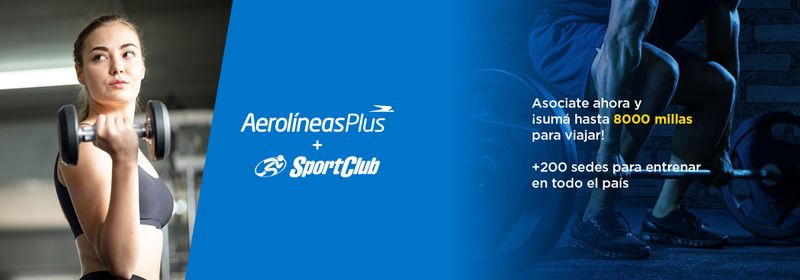 AerolíneasPlus
+
SportClub
Asociate ahora y
¡sumá hasta 8000 millas
para viajar!
+200 sedes para entrenar
en todo el país